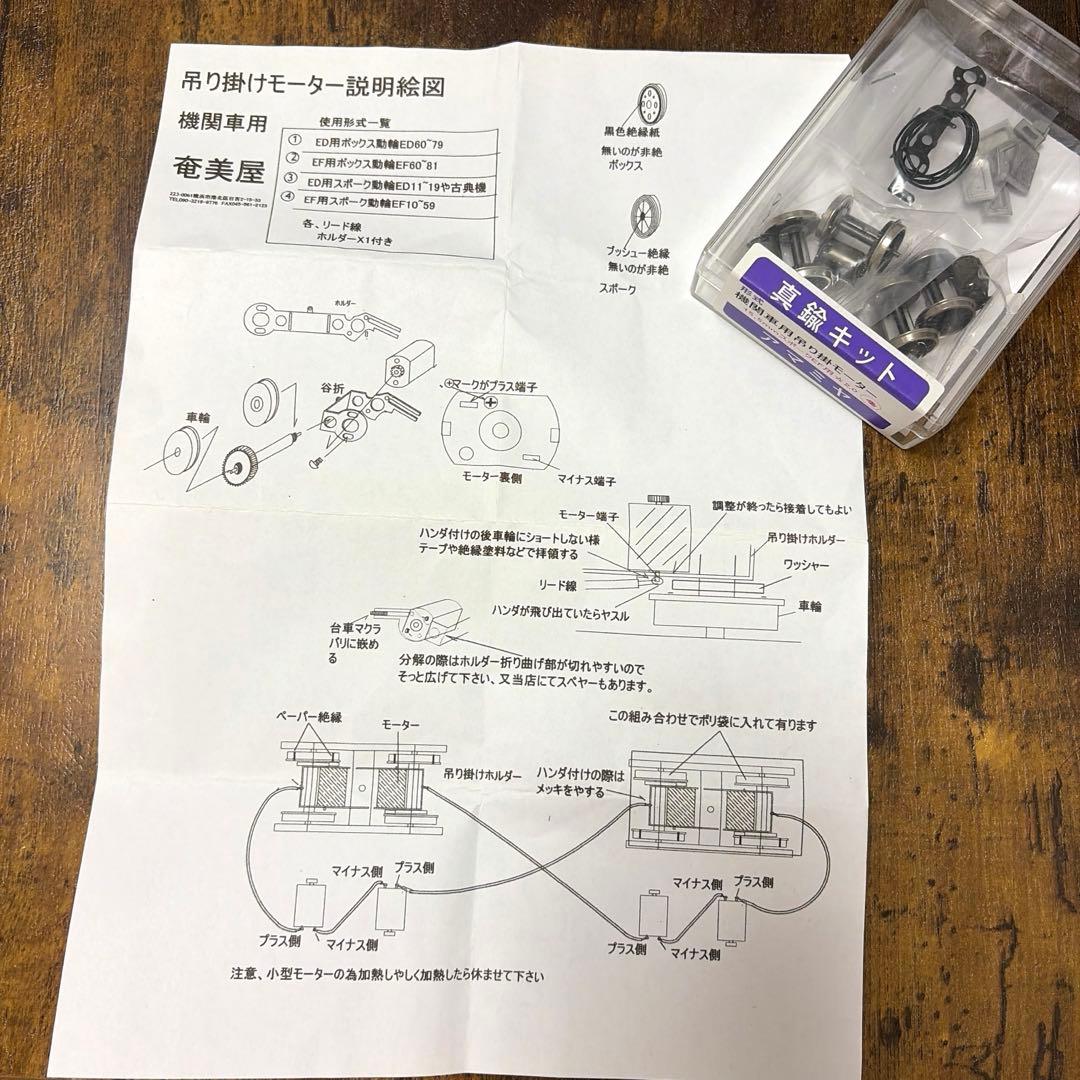 吊り掛けモーター説明絵図
機関車用
奄美屋
223-0061横浜市港北区日吉2-15-33
使用形式一覧
① ED用ボックス動輪ED60~79
② EF用ボックス動輪EF60~81
③ ED用スポーク動輪ED11~19や古典機
④ EF用スポーク動輪EF10~59
各、リード線
ホルダーX1付き
黒色絶縁紙
無いのが非絶
ボックス
ブッシュー絶縁
無いのが非絶
スポーク
真鍮キット
形式
機関車用吊り掛モーター
アマミヤ
ホルダー
谷折
車輪
、⊕マークがプラス端子
モーター裏側
マイナス端子
モーター端子
調整が終ったら接着してもよい
ハンダ付けの後車輪にショートしない様
テープや絶縁塗料などで拝領する
吊り掛けホルダー
ワッシャー
リード線
ハンダが飛び出ていたらヤスル
車輪
台車マクラ
バリに嵌め
る
分解の際はホルダー折り曲げ部が切れやすいので
そっと広げて下さい、又当店にてスペヤーもあります。
ペーパー絶縁
モーター
この組み合わせでポリ袋に入れて有ります
吊り掛けホルダー
ハンダ付けの際は
メッキをヤスる
マイナス側
プラス側
プラス側
マイナス側
マイナス側
プラス側
プラス側
マイナス側
注意、小型モーターの為加熱しやしく加熱したら休ませて下さい